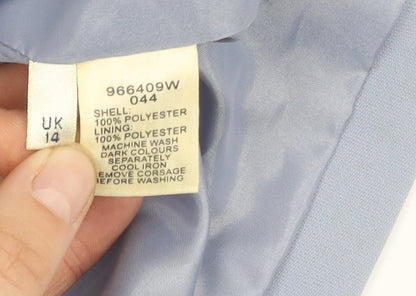 UK
14
966409W
044
SHELL:
100% POLYESTER
LINING:
100% POLYESTER
MACHINE WASH
DARK COLOURS
SEPARATELY
COOL IRON
REMOVE CORSAGE
BEFORE WASHING